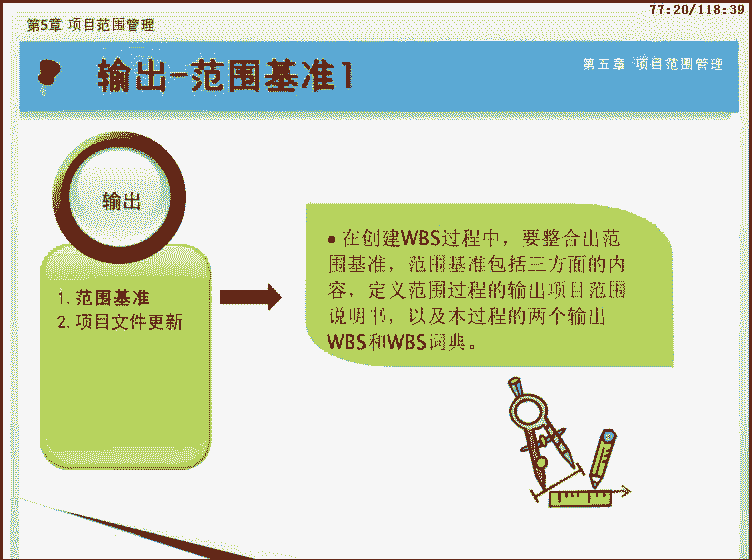 77:20/118:39
第5章 项目范围管理
输出-范围基准1
第五章 项目范围管理
输出
1. 范围基准
2. 项目文件更新
• 在创建WBS过程中，要整合出范
围基准，范围基准包括三方面的内
容，定义范围过程的输出项目范围
说明书，以及本过程的两个输出
WBS和WBS词典。